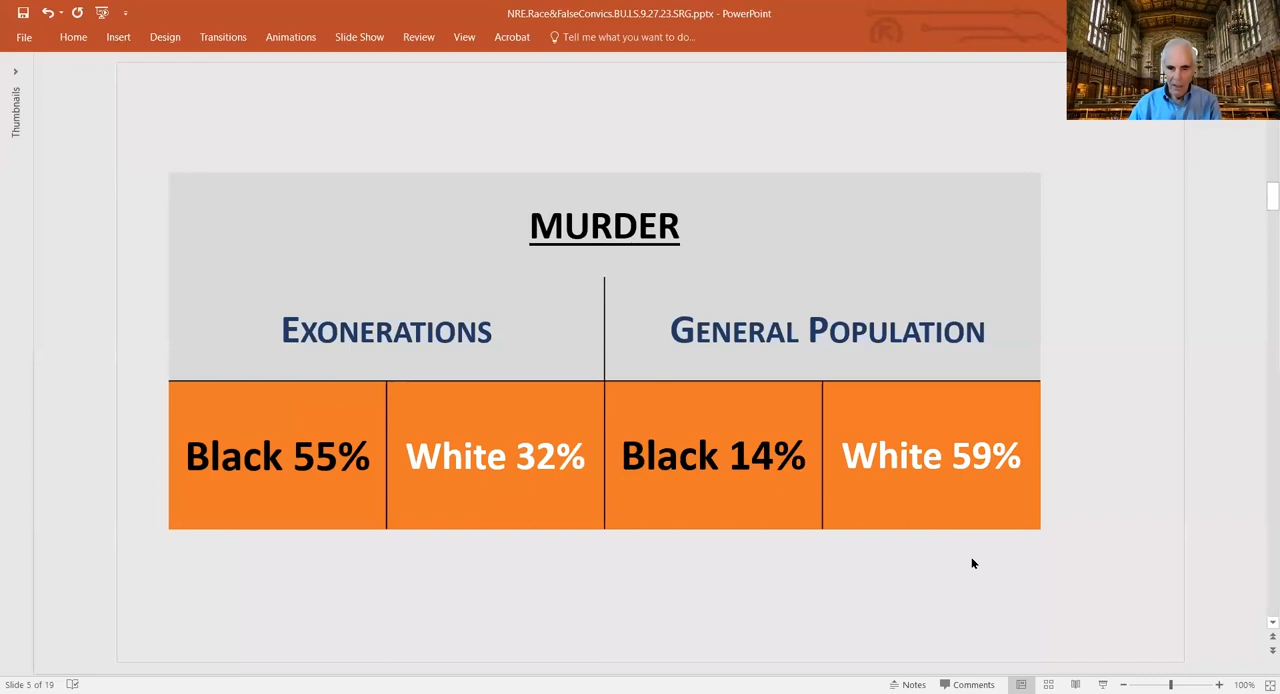 NRE.Race&FalseConvics.BU.LS.9.27.23.SRG.pptx - PowerPoint
File Home Insert Design Transitions Animations Slide Show Review View Acrobat Tell me what you want to do...
Thumbnails
MURDER
EXONERATIONS GENERAL POPULATION
Black 55% White 32% Black 14% White 59%
Slide 5 of 19 Notes Comments 100%